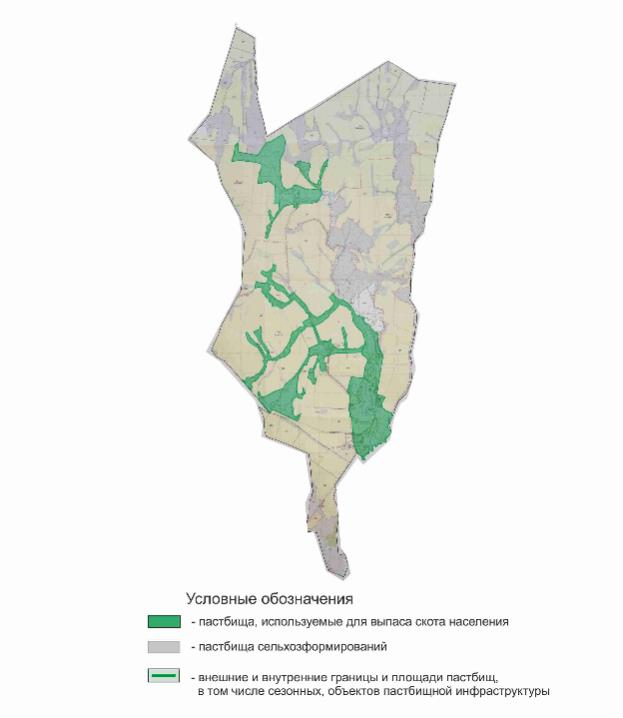 Условные обозначения
- пастбища, используемые для выпаса скота населения
- пастбища сельхозформирований
- внешние и внутренние границы и площади пастбищ,
в том числе сезонных, объектов пастбищной инфраструктуры